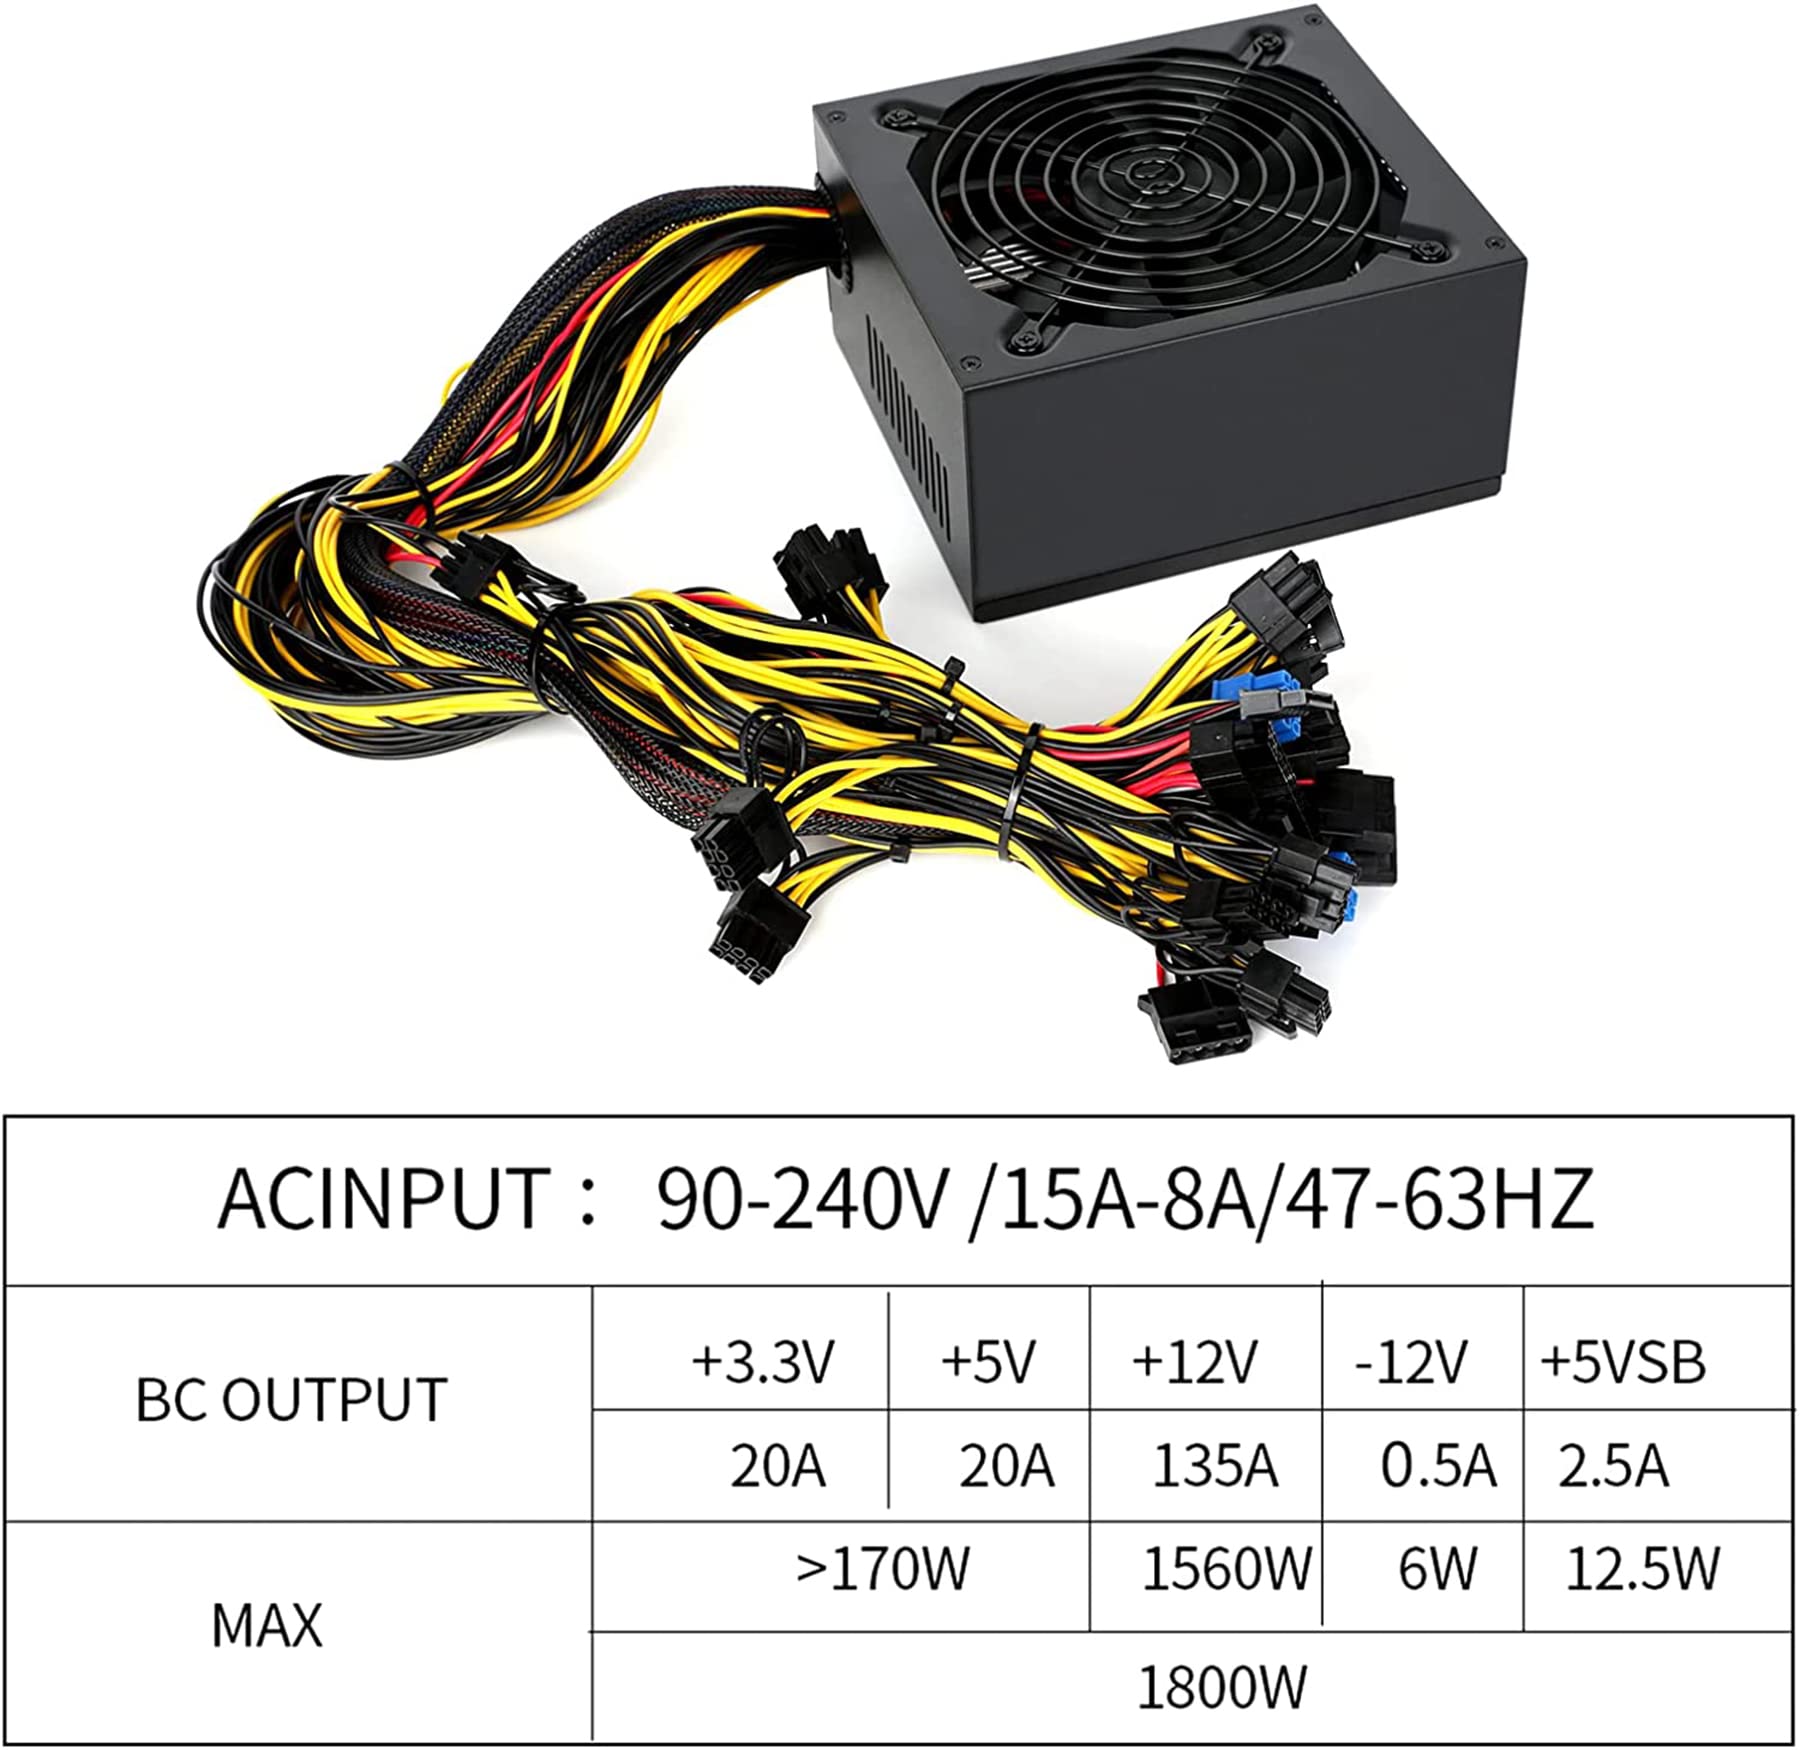 ACINPUT： 90-240V /15A-8A/47-63HZ
BC OUTPUT
+3.3V +5V +12V -12V +5VSB
20A 20A 135A 0.5A 2.5A
MAX
>170W 1560W 6W 12.5W
1800W